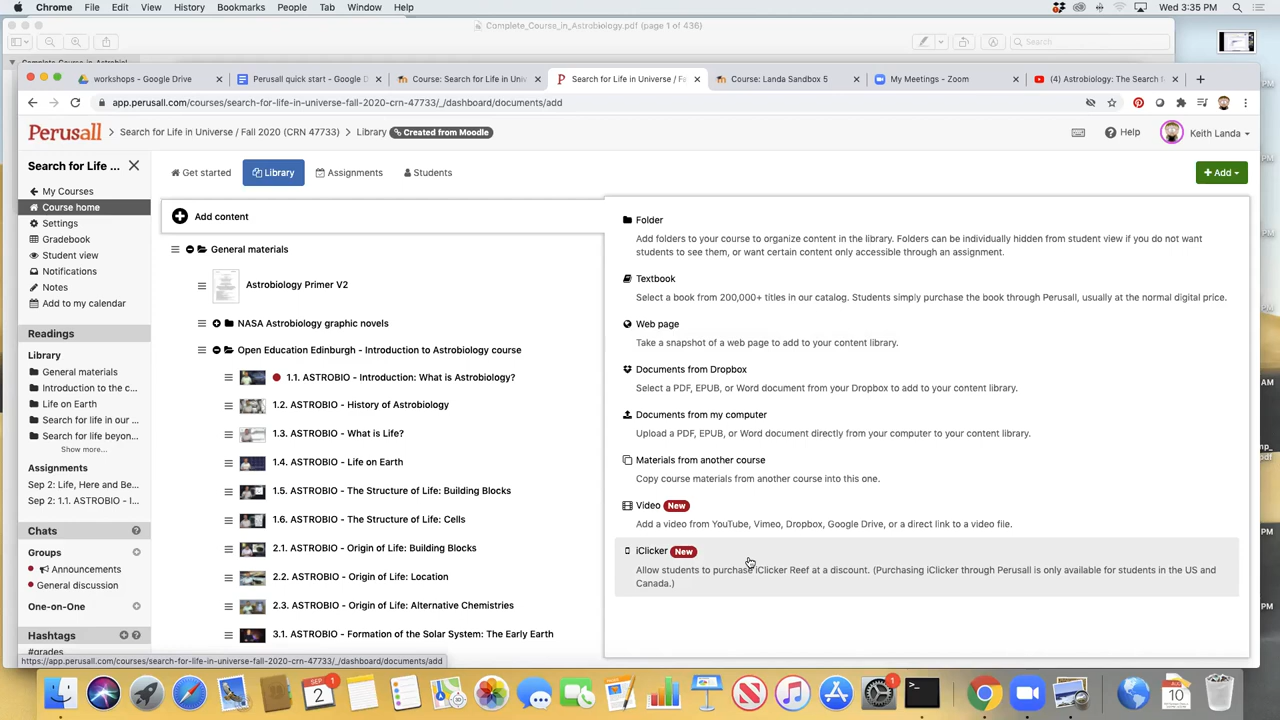 Chrome File Edit View History Bookmarks People Tab Window Help Wed 3:35 PM
Complete_Course_in_Astrobiology.pdf (page 1 of 436)
Search
Complete_Course_in_Astrobiol...
workshops - Google Drive
Perusall quick start - Google D
Course: Search for Life in Univ
Search for Life in Universe / Fa
Course: Landa Sandbox 5
My Meetings - Zoom
(4) Astrobiology: The Search f
app.perusall.com/courses/search-for-life-in-universe-fall-2020-crn-47733/_/dashboard/documents/add
Perusall Search for Life in Universe / Fall 2020 (CRN 47733) > Library Created from Moodle Help Keith Landa
Search for Life ...
My Courses
Course home
Settings
Gradebook
Student view
Notifications
Notes
Add to my calendar
Readings
Library
General materials
Introduction to the c...
Life on Earth
Search for life in our ...
Search for life beyon...
Show more...
Assignments
Sep 2: Life, Here and Be
Sep 2: 1.1. ASTROBIO - I...
Chats
Groups
Announcements
General discussion
One-on-One
Hashtags
#grades
Get started Library Assignments Students Add
Add content
General materials
Astrobiology Primer V2
NASA Astrobiology graphic novels
Open Education Edinburgh - Introduction to Astrobiology course
1.1. ASTROBIO - Introduction: What is Astrobiology?
1.2. ASTROBIO - History of Astrobiology
1.3. ASTROBIO - What is Life?
1.4. ASTROBIO - Life on Earth
1.5. ASTROBIO - The Structure of Life: Building Blocks
1.6. ASTROBIO - The Structure of Life: Cells
2.1. ASTROBIO - Origin of Life: Building Blocks
2.2. ASTROBIO - Origin of Life: Location
2.3. ASTROBIO - Origin of Life: Alternative Chemistries
3.1. ASTROBIO - Formation of the Solar System: The Early Earth
Folder
Add folders to your course to organize content in the library. Folders can be individually hidden from student view if you do not want
students to see them, or want certain content only accessible through an assignment.
Textbook
Select a book from 200,000+ titles in our catalog. Students simply purchase the book through Perusall, usually at the normal digital price.
Web page
Take a snapshot of a web page to add to your content library.
Documents from Dropbox
Select a PDF, EPUB, or Word document from your Dropbox to add to your content library.
Documents from my computer
Upload a PDF, EPUB, or Word document directly from your computer to your content library.
Materials from another course
Copy course materials from another course into this one.
Video New
Add a video from YouTube, Vimeo, Dropbox, Google Drive, or a direct link to a video file.
iClicker New
Allow students to purchase iClicker Reef at a discount. (Purchasing iClicker through Perusall is only available for students in the US and
Canada.)
https://app.perusall.com/courses/search-for-life-in-universe-fall-2020-crn-47733/_/dashboard/documents/add
SEP
2
1
1
10